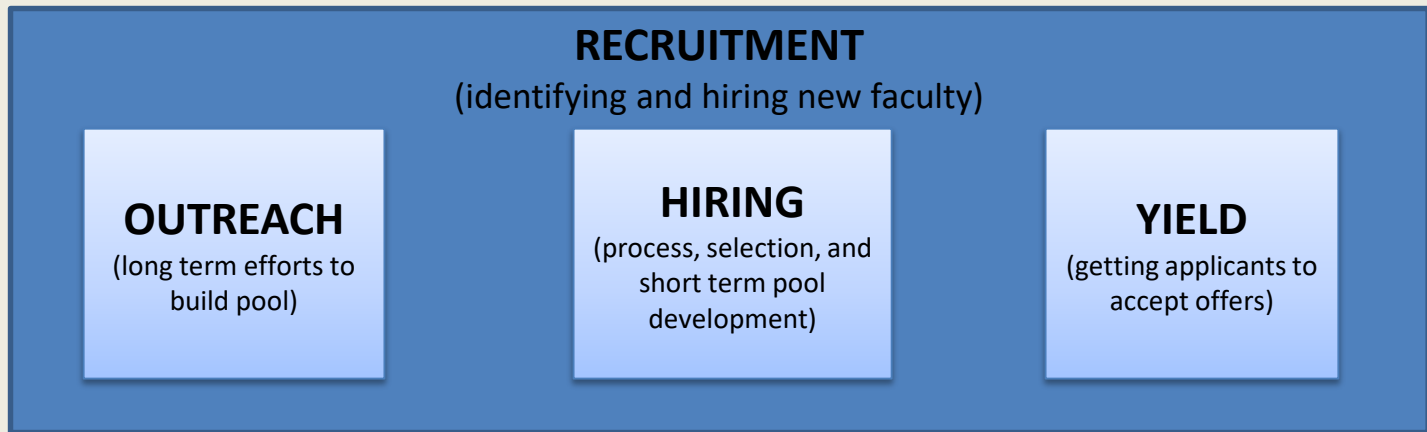 RECRUITMENT
(identifying and hiring new faculty)
OUTREACH
(long term efforts to
build pool)
HIRING
(process, selection, and
short term pool
development)
YIELD
(getting applicants to
accept offers)